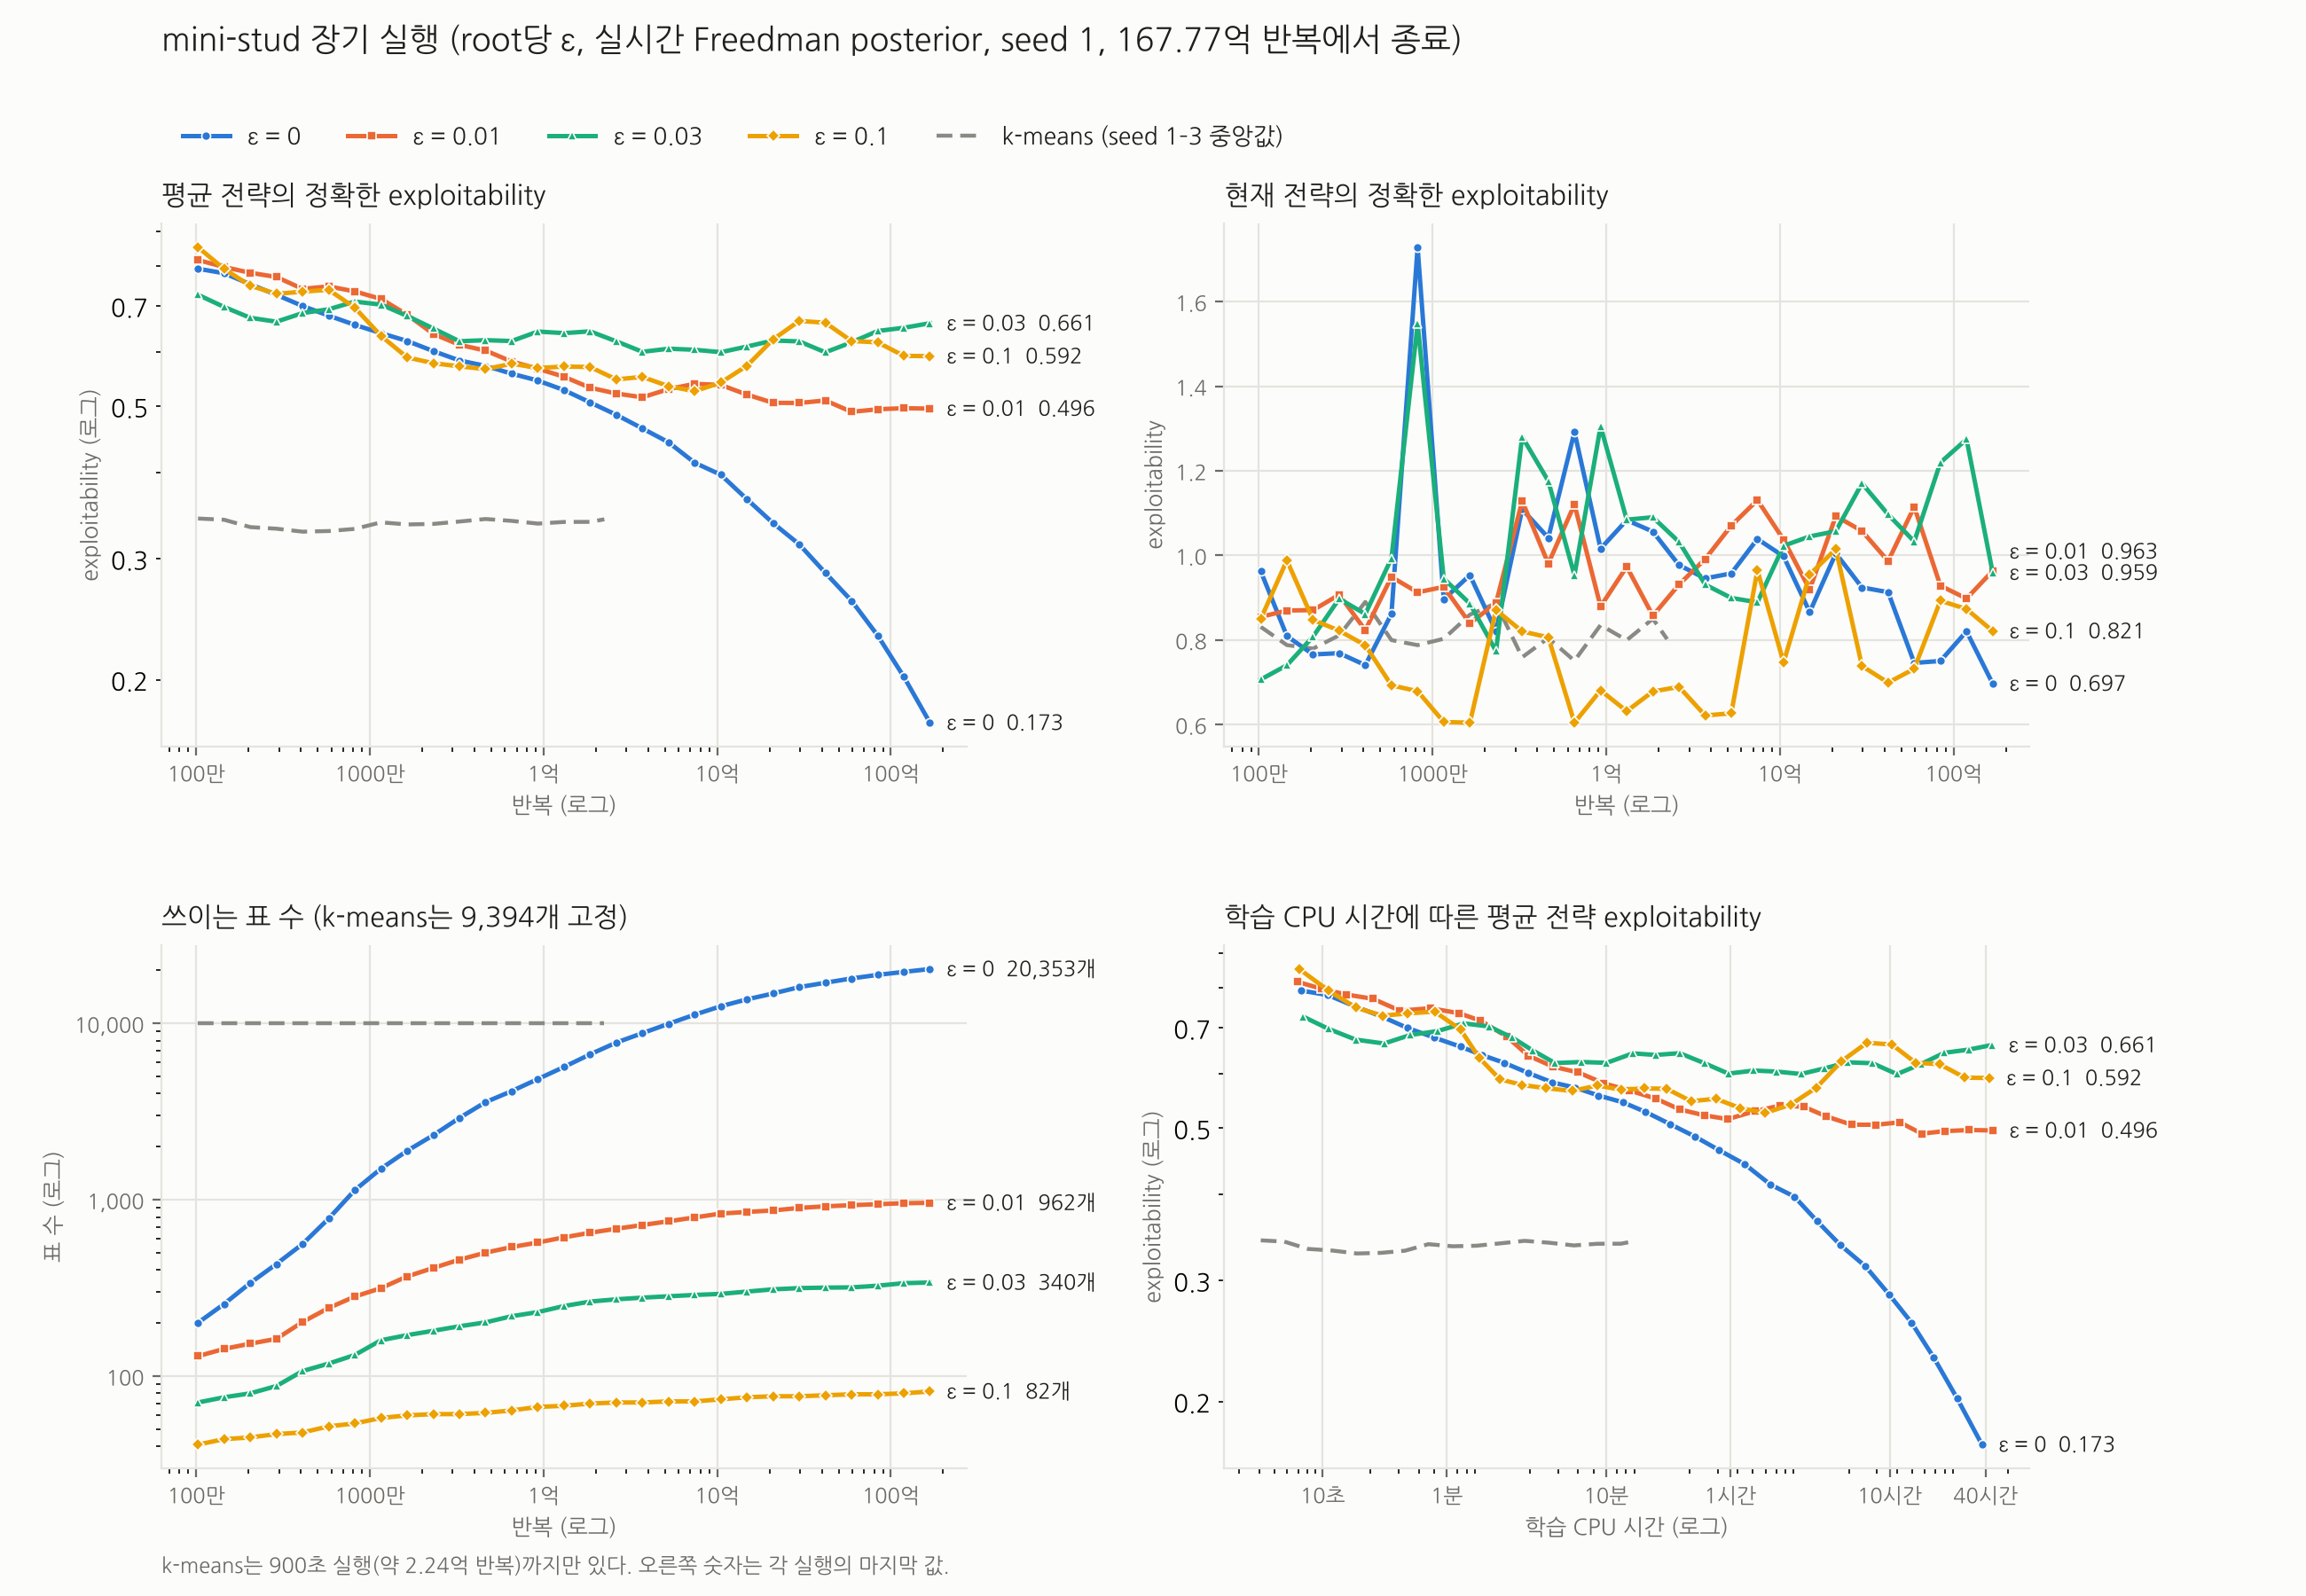 mini-stud 장기 실행 (root당 ε, 실시간 Freedman posterior, seed 1, 167.77억 반복에서 종료)
ε = 0
ε = 0.01
ε = 0.03
ε = 0.1
k-means (seed 1-3 중앙값)
평균 전략의 정확한 exploitability
exploitability (로그)
0.7
0.5
0.3
0.2
ε = 0.03 0.661
ε = 0.1 0.592
ε = 0.01 0.496
ε = 0 0.173
100만
1000만
1억
10억
100억
반복 (로그)
현재 전략의 정확한 exploitability
exploitability
1.6
1.4
1.2
1.0
0.8
0.6
ε = 0.01 0.963
ε = 0.03 0.959
ε = 0.1 0.821
ε = 0 0.697
100만
1000만
1억
10억
100억
반복 (로그)
쓰이는 표 수 (k-means는 9,394개 고정)
표 수 (로그)
10,000
1,000
100
ε = 0 20,353개
ε = 0.01 962개
ε = 0.03 340개
ε = 0.1 82개
100만
1000만
1억
10억
100억
반복 (로그)
학습 CPU 시간에 따른 평균 전략 exploitability
exploitability (로그)
0.7
0.5
0.3
0.2
ε = 0.03 0.661
ε = 0.1 0.592
ε = 0.01 0.496
ε = 0 0.173
10초
1분
10분
1시간
10시간
40시간
학습 CPU 시간 (로그)
k-means는 900초 실행(약 2.24억 반복)까지만 있다. 오른쪽 숫자는 각 실행의 마지막 값.